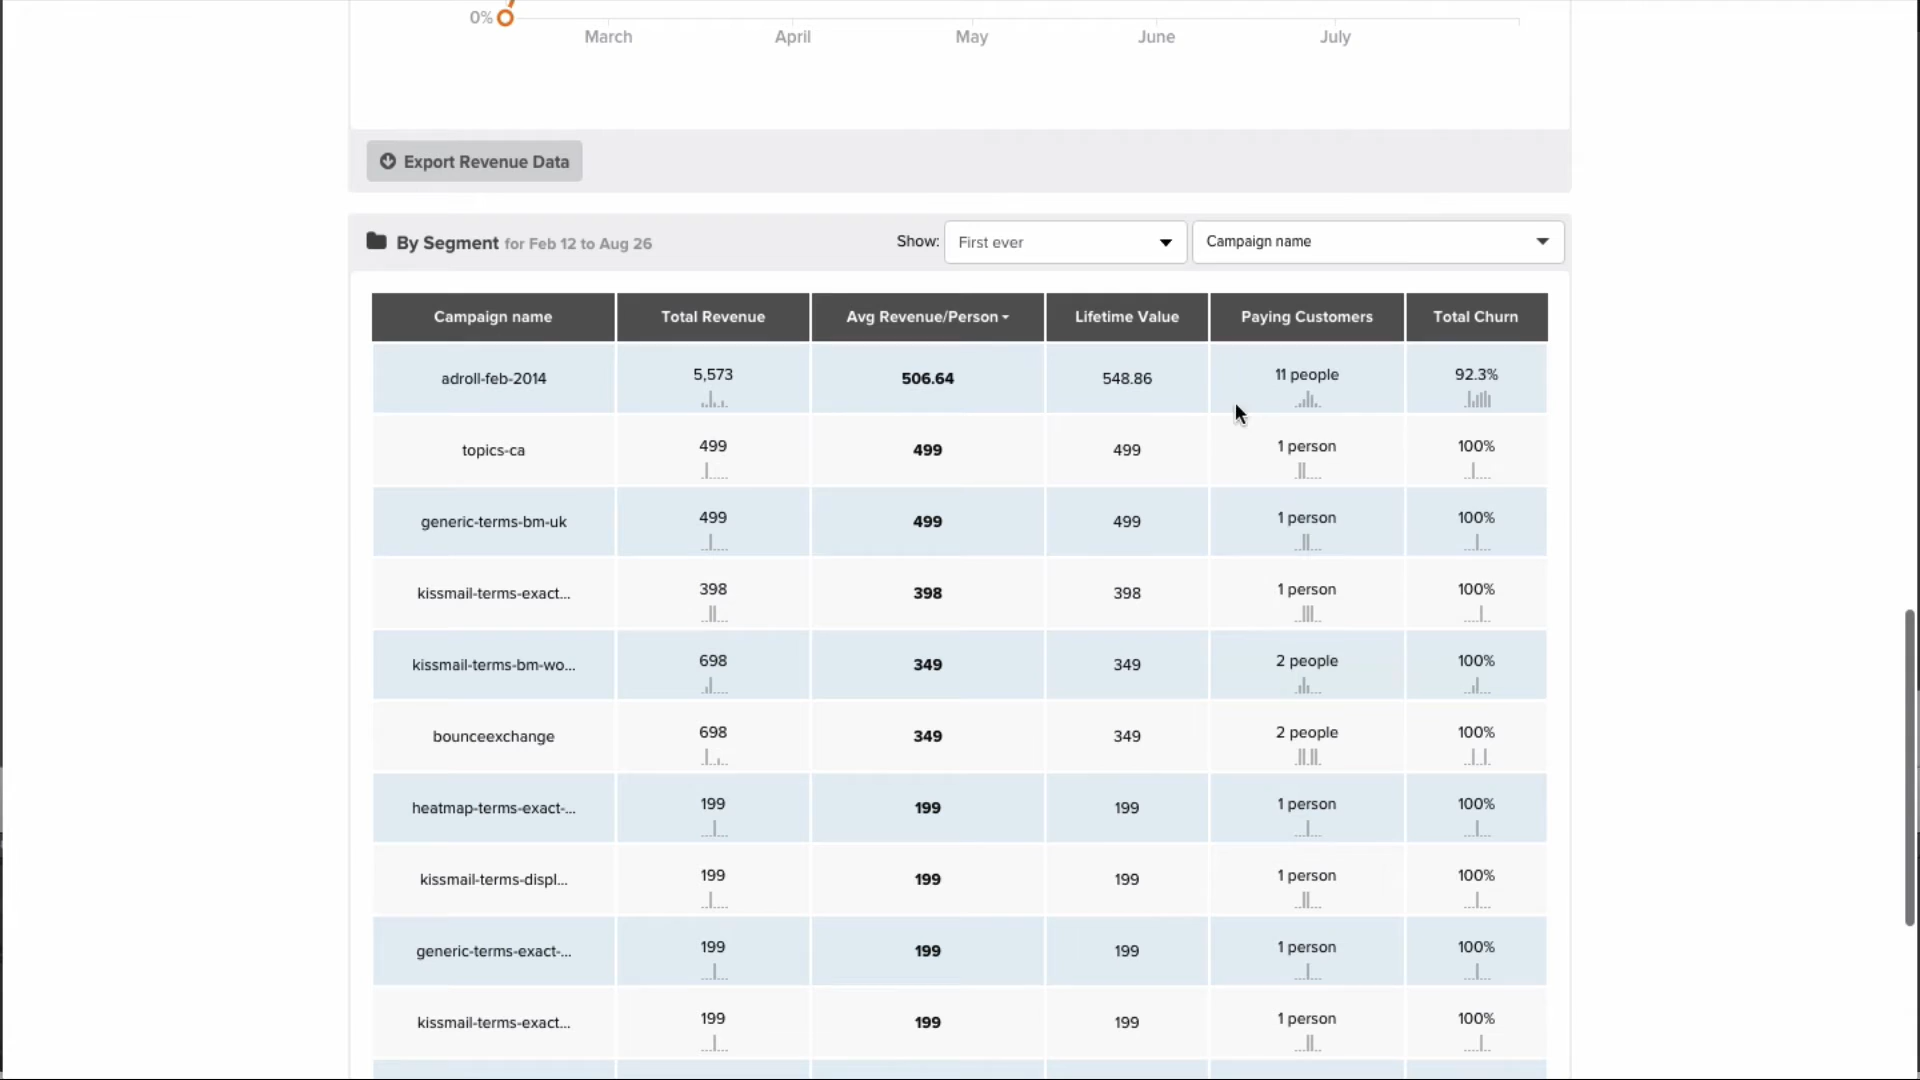 0%
March April May June July
Export Revenue Data
By Segment for Feb 12 to Aug 26 Show: First ever Campaign name
Campaign name Total Revenue Avg Revenue/Person Lifetime Value Paying Customers Total Churn
adroll-feb-2014 5,573 506.64 548.86 11 people 92.3%
topics-ca 499 499 499 1 person 100%
generic-terms-bm-uk 499 499 499 1 person 100%
kissmail-terms-exact... 398 398 398 1 person 100%
kissmail-terms-bm-wo... 698 349 349 2 people 100%
bounceexchange 698 349 349 2 people 100%
heatmap-terms-exact-... 199 199 199 1 person 100%
kissmail-terms-displ... 199 199 199 1 person 100%
generic-terms-exact-... 199 199 199 1 person 100%
kissmail-terms-exact... 199 199 199 1 person 100%